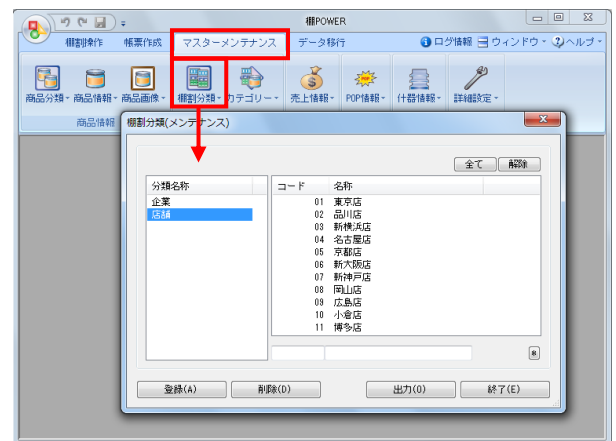 棚POWER
棚割操作 帳票作成 マスターメンテナンス データ移行 ログ情報 ウィンドウ ヘルプ
商品分類 商品情報 商品画像 棚割分類 カテゴリー 売上情報 POP情報 什器情報 詳細設定
商品情報
棚割分類(メンテナンス)
全て 解除
分類名称 コード 名称
企業
店舗
01 東京店
02 品川店
03 新横浜店
04 名古屋店
05 京都店
06 新大阪店
07 新神戸店
08 岡山店
09 広島店
10 小倉店
11 博多店
*
登録(A) 削除(D) 出力(O) 終了(E)